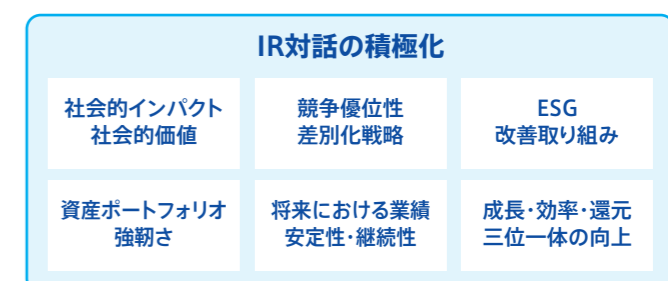 IR対話の積極化
社会的インパクト
社会的価値
競争優位性
差別化戦略
ESG
改善取り組み
資産ポートフォリオ
強靭さ
将来における業績
安定性・継続性
成長・効率・還元
三位一体の向上